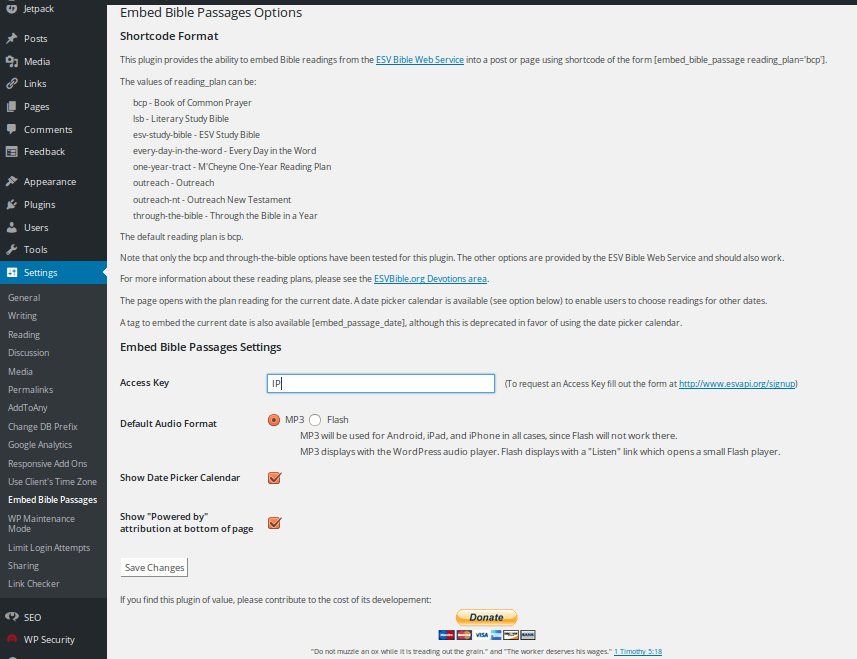 Jetpack
Posts
Media
Links
Pages
Comments
Feedback
Appearance
Plugins
Users
Tools
Settings
General
Writing
Reading
Discussion
Media
Permalinks
AddToAny
Change DB Prefix
Google Analytics
Responsive Add Ons
Use Client's Time Zone
Embed Bible Passages
WP Maintenance
Mode
Limit Login Attempts
Sharing
Link Checker
SEO
WP Security
Embed Bible Passages Options
Shortcode Format
This plugin provides the ability to embed Bible readings from the ESV Bible Web Service into a post or page using shortcode of the form [embed_bible_passage reading_plan='bcp'].
The values of reading_plan can be:
bcp - Book of Common Prayer
lsb - Literary Study Bible
esv-study-bible - ESV Study Bible
every-day-in-the-word - Every Day in the Word
one-year-tract - M'Cheyne One-Year Reading Plan
outreach - Outreach
outreach-nt - Outreach New Testament
through-the-bible - Through the Bible in a Year
The default reading plan is bcp.
Note that only the bcp and through-the-bible options have been tested for this plugin. The other options are provided by the ESV Bible Web Service and should also work.
For more information about these reading plans, please see the ESVBible.org Devotions area.
The page opens with the plan reading for the current date. A date picker calendar is available (see option below) to enable users to choose readings for other dates.
A tag to embed the current date is also available [embed_passage_date], although this is deprecated in favor of using the date picker calendar.
Embed Bible Passages Settings
Access Key IP (To request an Access Key fill out the form at http://www.esvapi.org/signup)
Default Audio Format MP3 Flash
MP3 will be used for Android, iPad, and iPhone in all cases, since Flash will not work there.
MP3 displays with the WordPress audio player. Flash displays with a "Listen" link which opens a small Flash player.
Show Date Picker Calendar
Show "Powered by"
attribution at bottom of page
Save Changes
If you find this plugin of value, please contribute to the cost of its developement:
Donate
VISA
"Do not muzzle an ox while it is treading out the grain." and "The worker deserves his wages." 1 Timothy 5:18